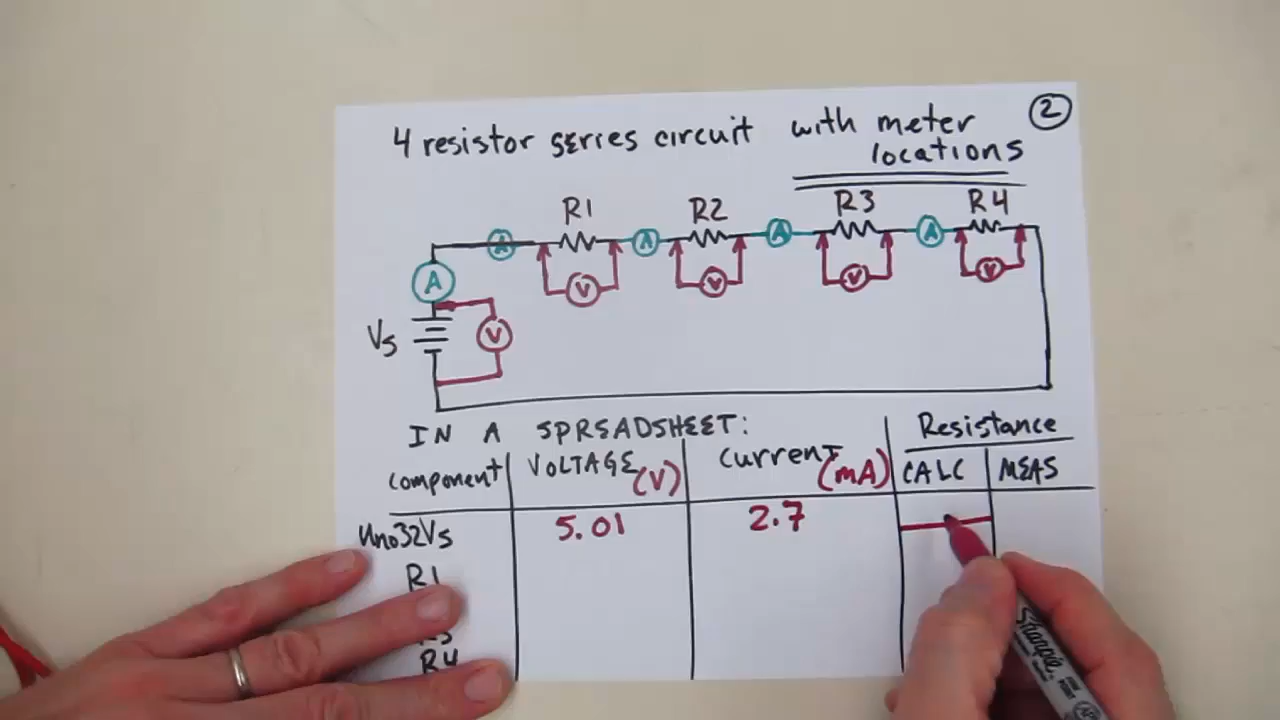 4 resistor series circuit with meter locations
2
R1 R2 R3 R4
A A A A
A
V V V V
Vs V
IN A SPREADSHEET:
Resistance
component VOLTAGE (V) current (mA) CALC MEAS
Uno32Vs 5.01 2.7
R1
R4
Sharpie